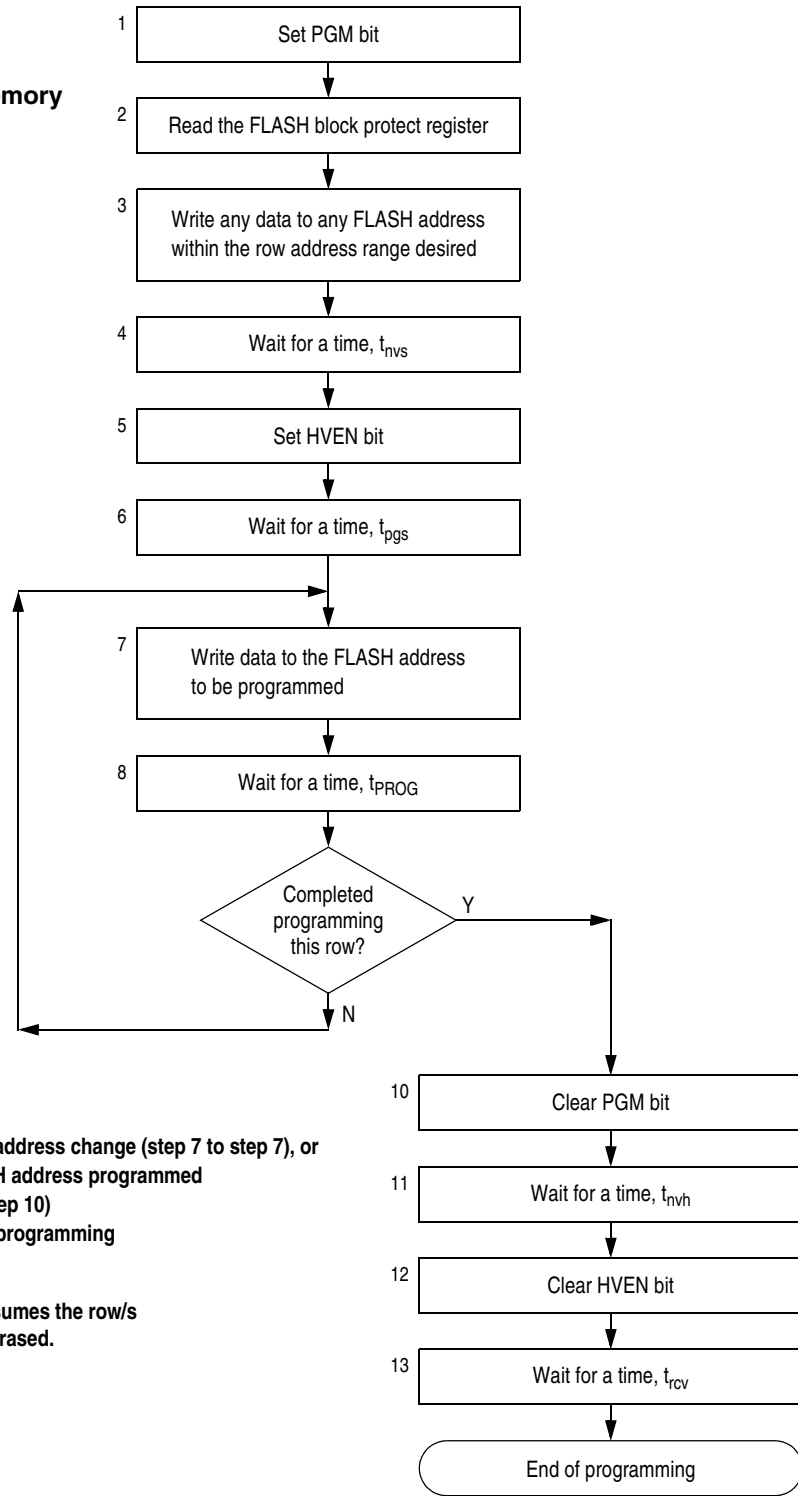 1
Set PGM bit
2
Read the FLASH block protect register
3
Write any data to any FLASH address
within the row address range desired
4
Wait for a time, tnvs
5
Set HVEN bit
6
Wait for a time, tpgs
7
Write data to the FLASH address
to be programmed
8
Wait for a time, tPROG
Completed
programming
this row?
Y
N
10
Clear PGM bit
address change (step 7 to step 7), or
address programmed
11
Wait for a time, tnvh
10)
programming
12
Clear HVEN bit
the row/s
13
Wait for a time, trcv
End of programming